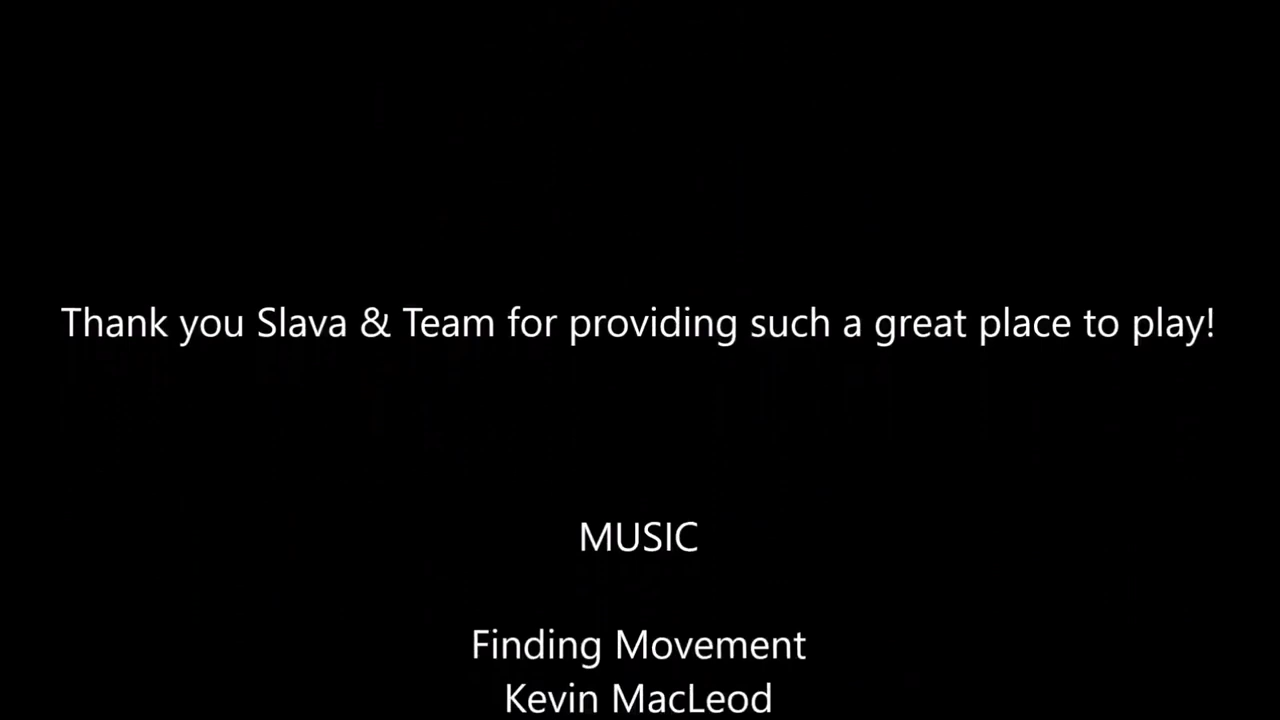 Thank you Slava & Team for providing such a great place to play!
MUSIC
Finding Movement
Kevin MacLeod